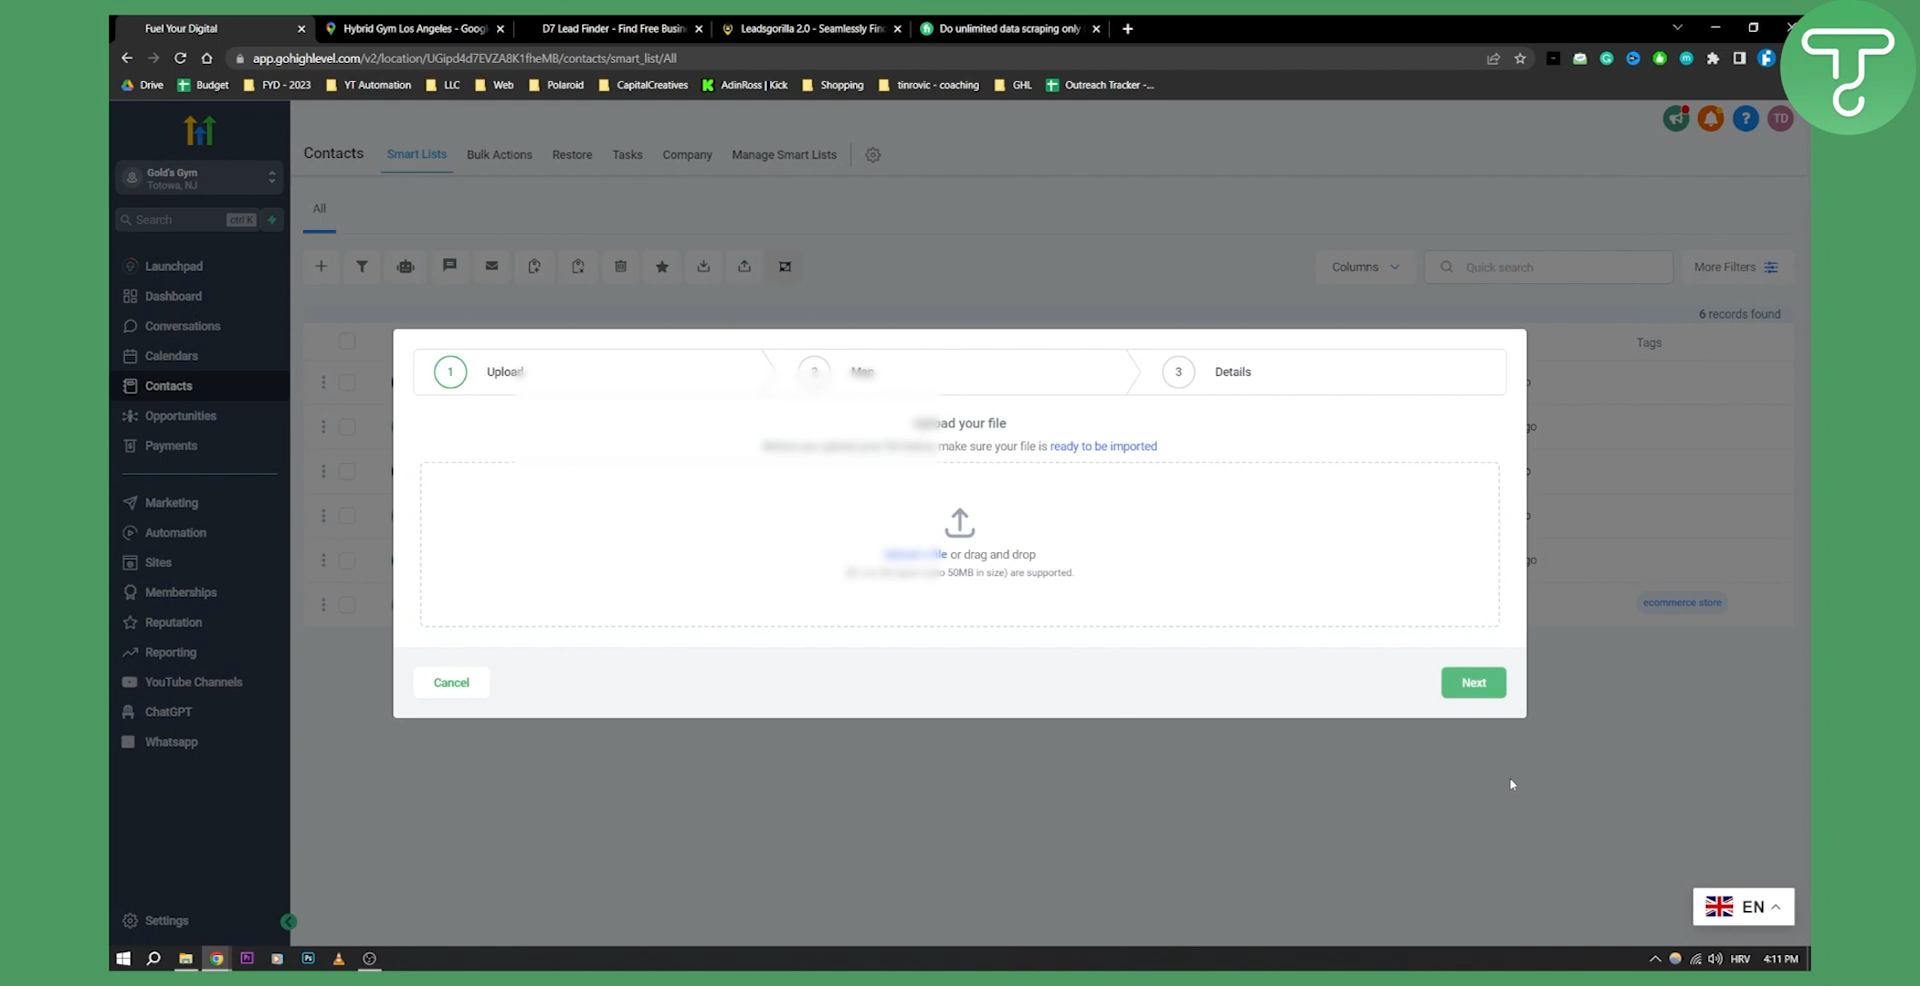 Fuel Your Digital
Hybrid Gym Los Angeles - Googl
D7 Lead Finder - Find Free Busin
Leadsgorilla 2.0 - Seamlessly Fin
Do unlimited data scraping only
app.gohighlevel.com/v2/location/UGipd4d7EVZA8K1fheMB/contacts/smart_list/All
Drive
Budget
FYD - 2023
YT Automation
LLC
Web
Polaroid
CapitalCreatives
AdinRoss | Kick
Shopping
tinrovic - coaching
GHL
Outreach Tracker -...
TD
Gold's Gym
Totowa, NJ
Search
ctrl K
Launchpad
Dashboard
Conversations
Calendars
Contacts
Opportunities
Payments
Marketing
Automation
Sites
Memberships
Reputation
Reporting
YouTube Channels
ChatGPT
Whatsapp
Settings
Contacts
Smart Lists
Bulk Actions
Restore
Tasks
Company
Manage Smart Lists
All
Columns
Quick search
More Filters
6 records found
Tags
ecommerce store
1
Upload
3
Details
your file
make sure your file is ready to be imported
or drag and drop
50MB in size) are supported.
Cancel
Next
EN
HRV
4:11 PM